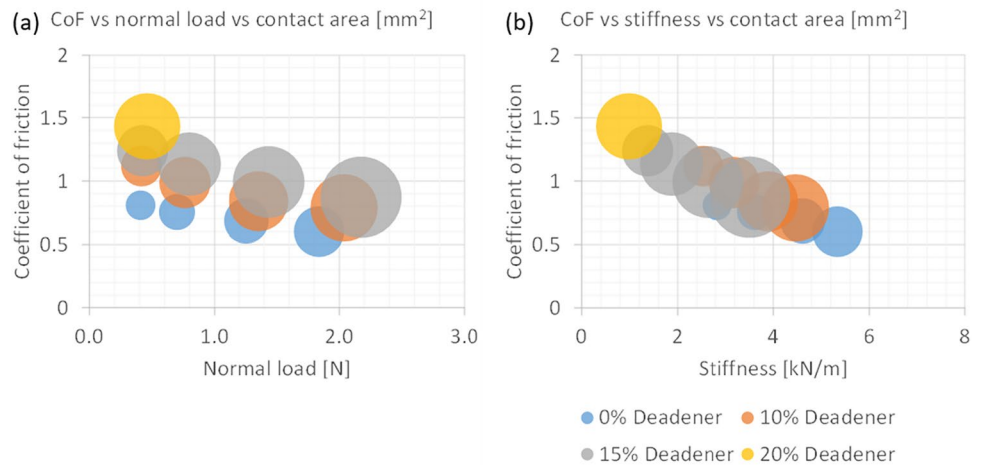 (a) CoF vs normal load vs contact area [mm²]
2
1.5
1
0.5
0
0.0 1.0 2.0 3.0
Coefficient of friction
Normal load [N]
(b) CoF vs stiffness vs contact area [mm²]
2
1.5
1
0.5
0
0 2 4 6 8
Coefficient of friction
Stiffness [kN/m]
0% Deadener 10% Deadener
15% Deadener 20% Deadener